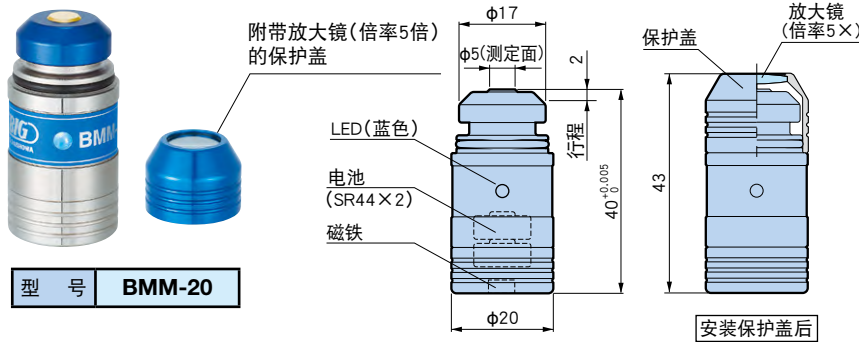 附带放大镜(倍率5倍)
的保护盖
BIG
BMM-
型 号 BMM-20
φ17
φ5(测定面)
2
行程
LED(蓝色)
电池
(SR44×2)
磁铁
40 +0.005 0
φ20
保护盖
放大镜
(倍率5×)
43
安装保护盖后